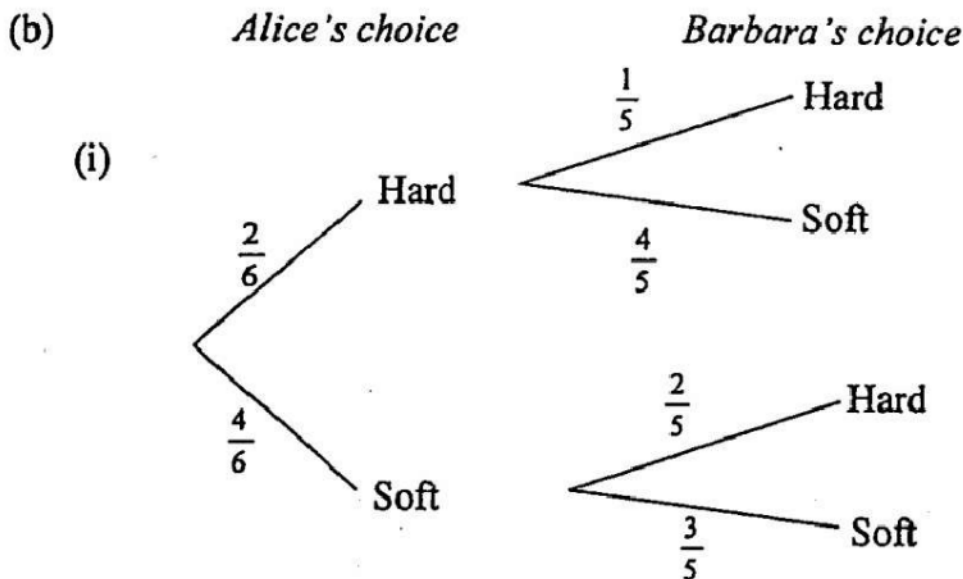 (b) Alice's choice Barbara's choice
1/5 Hard
(i)
Hard
2/6
Soft
4/5
2/5 Hard
4/6
Soft
Soft
3/5